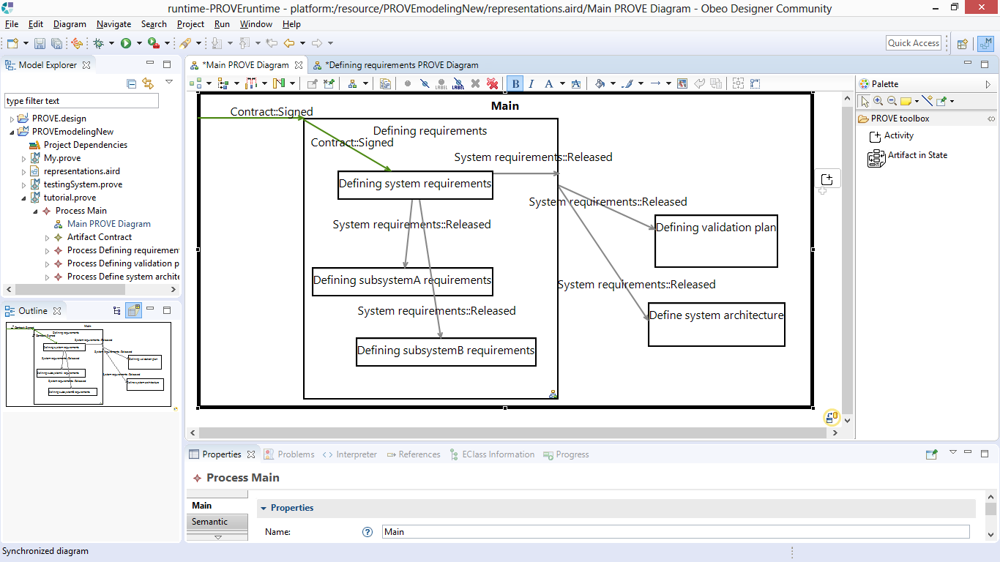 runtime-PROVEruntime - platform:/resource/PROVEmodelingNew/representations.aird/Main PROVE Diagram - Obeo Designer Community
File Edit Diagram Navigate Search Project Run Window Help
Quick Access
Model Explorer
type filter text
PROVE.design
PROVEmodelingNew
Project Dependencies
My.prove
representations.aird
testingSystem.prove
tutorial.prove
Process Main
Main PROVE Diagram
Artifact Contract
Process Defining requiremen
Process Defining validation p
Process Define system archite
Outline
*Main PROVE Diagram
*Defining requirements PROVE Diagram
Main
Contract::Signed
Defining requirements
Contract::Signed
System requirements::Released
Defining system requirements
System requirements::Released
System requirements::Released
Defining validation plan
Defining subsystemA requirements
System requirements::Released
System requirements::Released
Define system architecture
Defining subsystemB requirements
Palette
PROVE toolbox
Activity
Artifact in State
Properties Problems Interpreter References EClass Information Progress
Process Main
Main
Semantic
Properties
Name: Main
Synchronized diagram